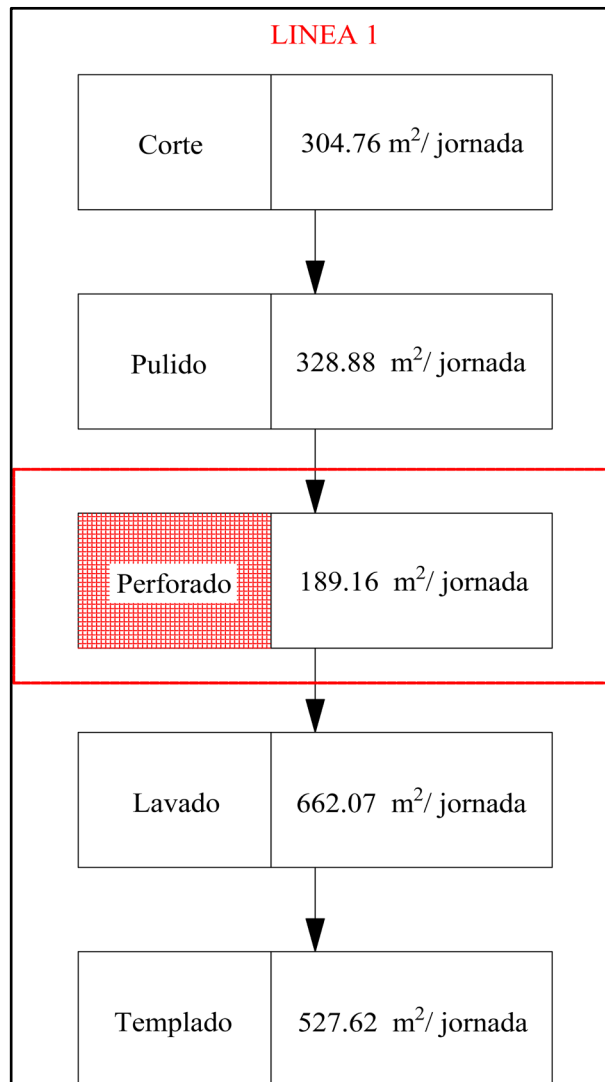 LINEA 1
Corte 304.76 m²/ jornada
Pulido 328.88 m²/ jornada
Perforado 189.16 m²/ jornada
Lavado 662.07 m²/ jornada
Templado 527.62 m²/ jornada